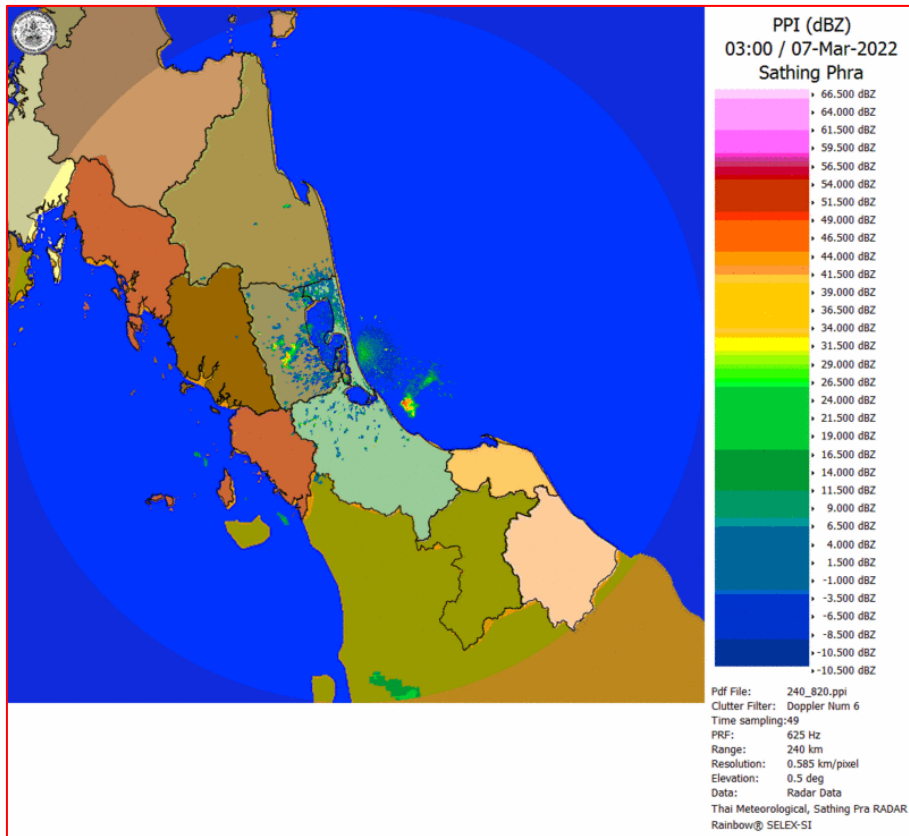 PPI (dBZ)
03:00 / 07-Mar-2022
Sathing Phra
66.500 dBZ
64.000 dBZ
61.500 dBZ
59.500 dBZ
56.500 dBZ
54.000 dBZ
51.500 dBZ
49.000 dBZ
46.500 dBZ
44.000 dBZ
41.500 dBZ
39.000 dBZ
36.500 dBZ
34.000 dBZ
31.500 dBZ
29.000 dBZ
26.500 dBZ
24.000 dBZ
21.500 dBZ
19.000 dBZ
16.500 dBZ
14.000 dBZ
11.500 dBZ
9.000 dBZ
6.500 dBZ
4.000 dBZ
1.500 dBZ
-1.000 dBZ
-3.500 dBZ
-6.500 dBZ
-8.500 dBZ
-10.500 dBZ
-10.500 dBZ
Pdf File: 240_820.ppi
Clutter Filter: Doppler Num 6
Time sampling:49
PRF: 625 Hz
Range: 240 km
Resolution: 0.585 km/pixel
Elevation: 0.5 deg
Data: Radar Data
Thai Meteorological, Sathing Pra RADAR
Rainbow® SELEX-SI